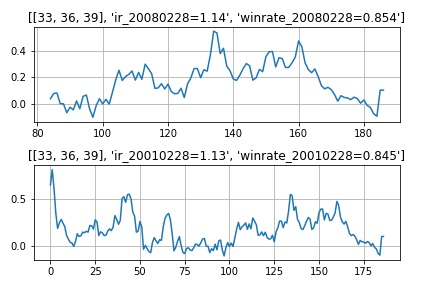 [[33, 36, 39], 'ir_20080228=1.14', 'winrate_20080228=0.854']
0.4
0.2
0.0
80 100 120 140 160 180
[[33, 36, 39], 'ir_20010228=1.13', 'winrate_20010228=0.845']
0.5
0.0
0 25 50 75 100 125 150 175